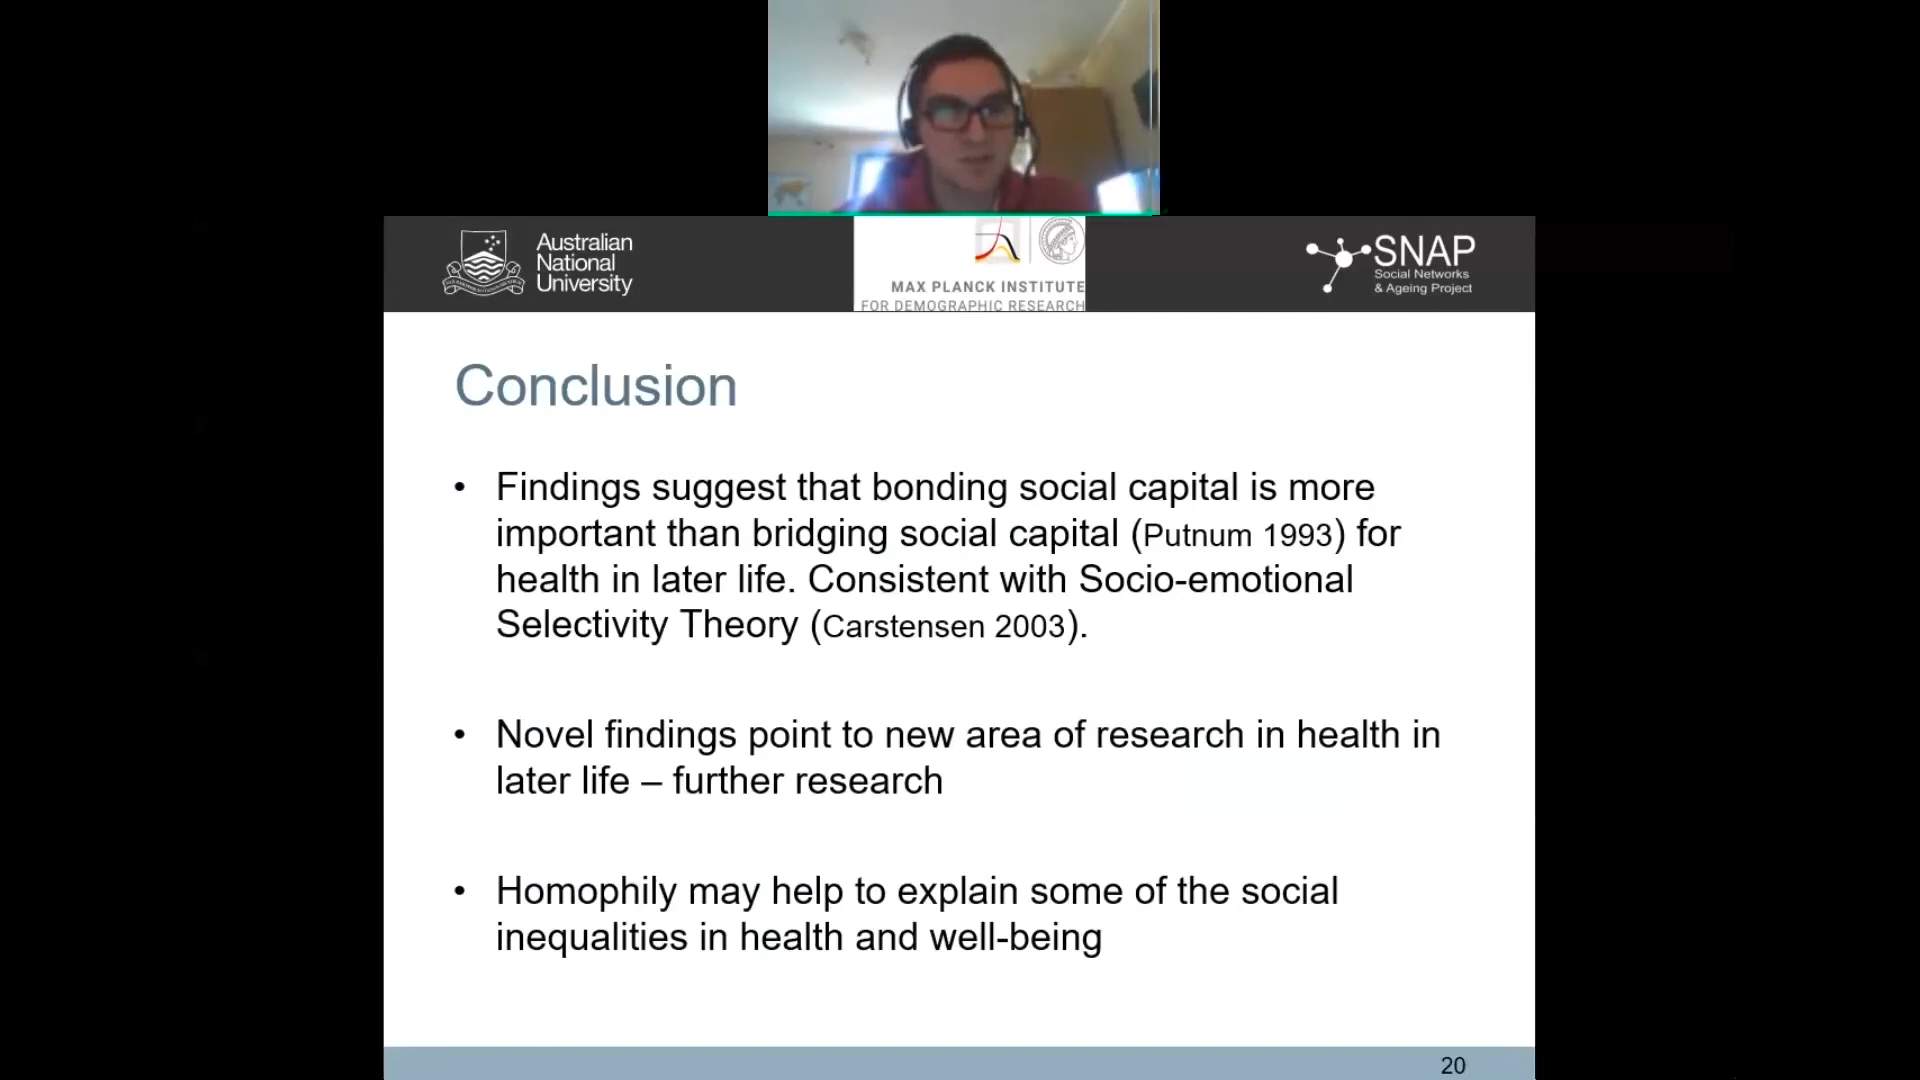 Australian
National
University
MAX PLANCK INSTITUTE
FOR DEMOGRAPHIC RESEARCH
SNAP
Social Networks
& Ageing Project
Conclusion
• Findings suggest that bonding social capital is more
important than bridging social capital (Putnum 1993) for
health in later life. Consistent with Socio-emotional
Selectivity Theory (Carstensen 2003).
• Novel findings point to new area of research in health in
later life – further research
• Homophily may help to explain some of the social
inequalities in health and well-being
20